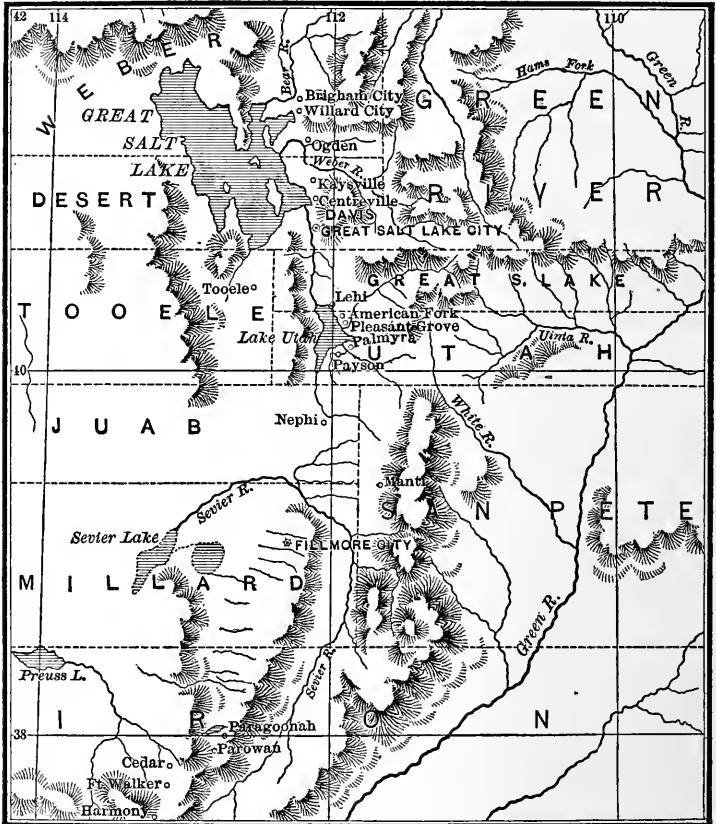 42 114 112 110
WEBER
Bear R.
Hams Fork
Green R.
GREAT
SALT
LAKE
Brigham City
Willard City
GREEN
RIVER
Ogden
Weber R.
Kaysville
DESERT
Centreville
DAVIS
GREAT SALT LAKE CITY
Tooele
GREAT S. LAKE
TOOELE
Lehi
American Fork
Pleasant Grove
Lake Utah
Palmyra
Uinta R.
UTAH
Payson
40
JUAB
Nephi
White R.
Manti
Sevier R.
SANPETE
Sevier Lake
FILLMORE CITY
MILLARD
Green R.
Preuss L.
Sevier R.
IRON
Paragoonah
38
Parowan
Cedar
Ft. Walker
Harmony